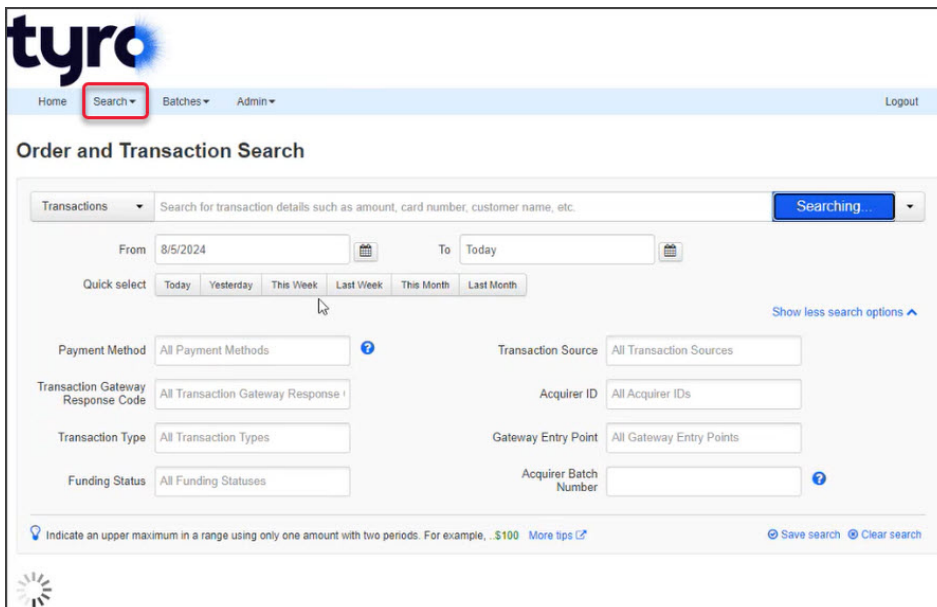 tyro
Home Search Batches Admin Logout
Order and Transaction Search
Transactions Search for transaction details such as amount, card number, customer name, etc. Searching...
From 8/5/2024 To Today
Quick select Today Yesterday This Week Last Week This Month Last Month
Show less search options
Payment Method All Payment Methods ? Transaction Source All Transaction Sources
Transaction Gateway
Response Code All Transaction Gateway Response Acquirer ID All Acquirer IDs
Transaction Type All Transaction Types Gateway Entry Point All Gateway Entry Points
Funding Status All Funding Statuses Acquirer Batch
Number ?
Indicate an upper maximum in a range using only one amount with two periods. For example, ..$100 More tips Save search Clear search